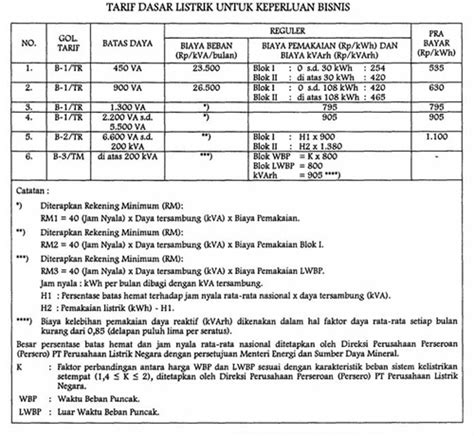 TARIF DASAR LISTRIK UNTUK KEPERLUAN BISNIS
NO. GOL. TARIF BATAS DAYA REGULER PRA BAYAR (Rp/kWh)
BIAYA BEBAN (Rp/kVA/bulan) BIAYA PEMAKAIAN (Rp/kWh) DAN BIAYA kVArh (Rp/kVArh)
1. B-1/TR 450 VA 23.500 Blok I : 0 s.d. 30 kWh : 254 535
Blok II : di atas 30 kWh : 420
2. B-1/TR 900 VA 26.500 Blok I : 0 s.d. 108 kWh : 420 630
Blok II : di atas 108 kWh : 465
3. B-1/TR 1.300 VA *) 795 795
4. B-1/TR 2.200 VA s.d. 5.500 VA *) 905 905
5. B-2/TR 6.600 VA s.d. 200 kVA **) Blok I : H1 x 900 1.100
Blok II : H2 x 1.380
6. B-3/TM di atas 200 kVA ***) Blok WBP = K x 800 -
Blok LWBP = 800
kVArh = 905 ****)
Catatan :
*) Diterapkan Rekening Minimum (RM):
RM1 = 40 (Jam Nyala) x Daya tersambung (kVA) x Biaya Pemakaian.
**) Diterapkan Rekening Minimum (RM):
RM2 = 40 (Jam Nyala) x Daya tersambung (kVA) x Biaya Pemakaian Blok I.
***) Diterapkan Rekening Minimum (RM):
RM3 = 40 (Jam Nyala) x Daya tersambung (kVA) x Biaya Pemakaian LWBP.
Jam nyala : kWh per bulan dibagi dengan kVA tersambung.
H1 : Persentase batas hemat terhadap jam nyala rata-rata nasional x daya tersambung (kVA).
H2 : Pemakaian listrik (kWh) - H1.
****) Biaya kelebihan pemakaian daya reaktif (kVArh) dikenakan dalam hal faktor daya rata-rata setiap bulan
kurang dari 0,85 (delapan puluh lima per seratus).
Besar persentase batas hemat dan jam nyala rata-rata nasional ditetapkan oleh Direksi Perusahaan Perseroan
(Persero) PT Perusahaan Listrik Negara dengan persetujuan Menteri Energi dan Sumber Daya Mineral.
K : Faktor perbandingan antara harga WBP dan LWBP sesuai dengan karakteristik beban sistem kelistrikan
setempat (1,4 ≤ K ≤ 2), ditetapkan oleh Direksi Perusahaan Perseroan (Persero) PT Perusahaan Listrik
Negara.
WBP : Waktu Beban Puncak.
LWBP : Luar Waktu Beban Puncak.